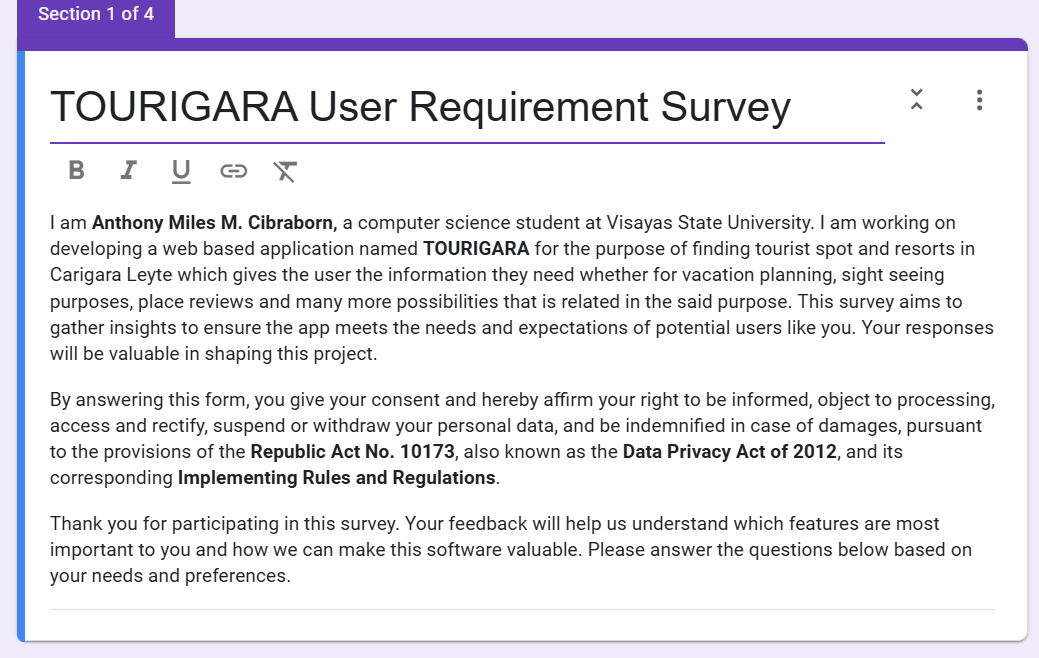 Section 1 of 4
TOURIGARA User Requirement Survey
B I U
I am Anthony Miles M. Cibraborn, a computer science student at Visayas State University. I am working on
developing a web based application named TOURIGARA for the purpose of finding tourist spot and resorts in
Carigara Leyte which gives the user the information they need whether for vacation planning, sight seeing
purposes, place reviews and many more possibilities that is related in the said purpose. This survey aims to
gather insights to ensure the app meets the needs and expectations of potential users like you. Your responses
will be valuable in shaping this project.
By answering this form, you give your consent and hereby affirm your right to be informed, object to processing,
access and rectify, suspend or withdraw your personal data, and be indemnified in case of damages, pursuant
to the provisions of the Republic Act No. 10173, also known as the Data Privacy Act of 2012, and its
corresponding Implementing Rules and Regulations.
Thank you for participating in this survey. Your feedback will help us understand which features are most
important to you and how we can make this software valuable. Please answer the questions below based on
your needs and preferences.